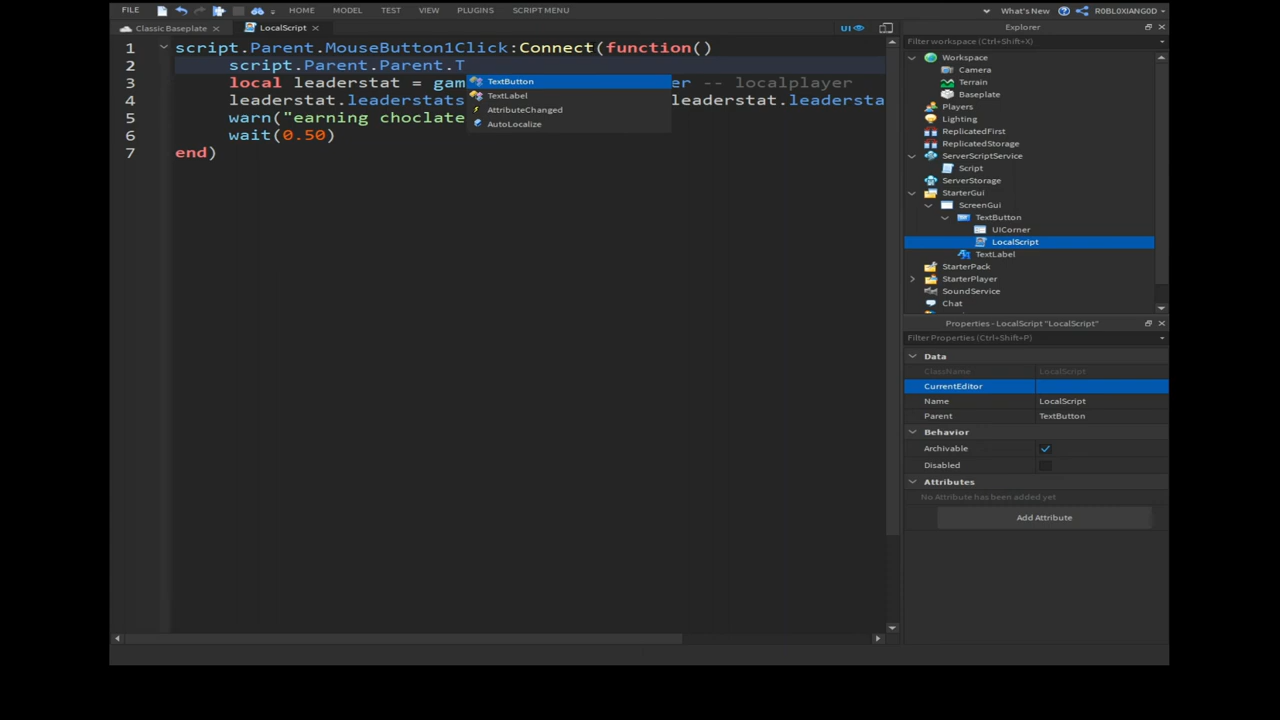 FILE HOME MODEL TEST VIEW PLUGINS SCRIPT MENU What's New R0BL0XIANG0D
Classic Baseplate × LocalScript × UI
1 script.Parent.MouseButton1Click:Connect(function()
2 script.Parent.Parent.T
3 local leaderstat = gam er -- localplayer
4 leaderstat.leaderstats leaderstat.leadersta
5 warn("earning choclate
6 wait(0.50)
7 end)
TextButton
TextLabel
AttributeChanged
AutoLocalize
Explorer
Filter workspace (Ctrl+Shift+X)
Workspace
Camera
Terrain
Baseplate
Players
Lighting
ReplicatedFirst
ReplicatedStorage
ServerScriptService
Script
ServerStorage
StarterGui
ScreenGui
TextButton
UICorner
LocalScript
TextLabel
StarterPack
StarterPlayer
SoundService
Chat
Properties - LocalScript "LocalScript"
Filter Properties (Ctrl+Shift+P)
Data
ClassName LocalScript
CurrentEditor
Name LocalScript
Parent TextButton
Behavior
Archivable
Disabled
Attributes
No Attribute has been added yet
Add Attribute